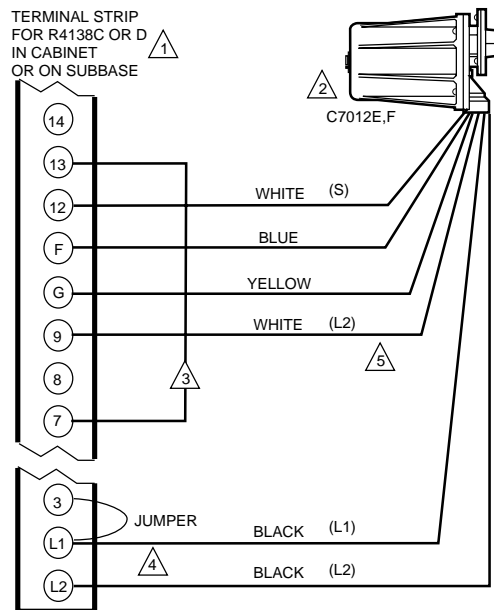 TERMINAL STRIP
FOR R4138C OR D
IN CABINET
OR ON SUBBASE
1
2
C7012E,F
14
13
12
WHITE (S)
F
BLUE
G
YELLOW
9
WHITE (L2)
5
8
3
7
3
JUMPER
L1
BLACK (L1)
4
L2
BLACK (L2)